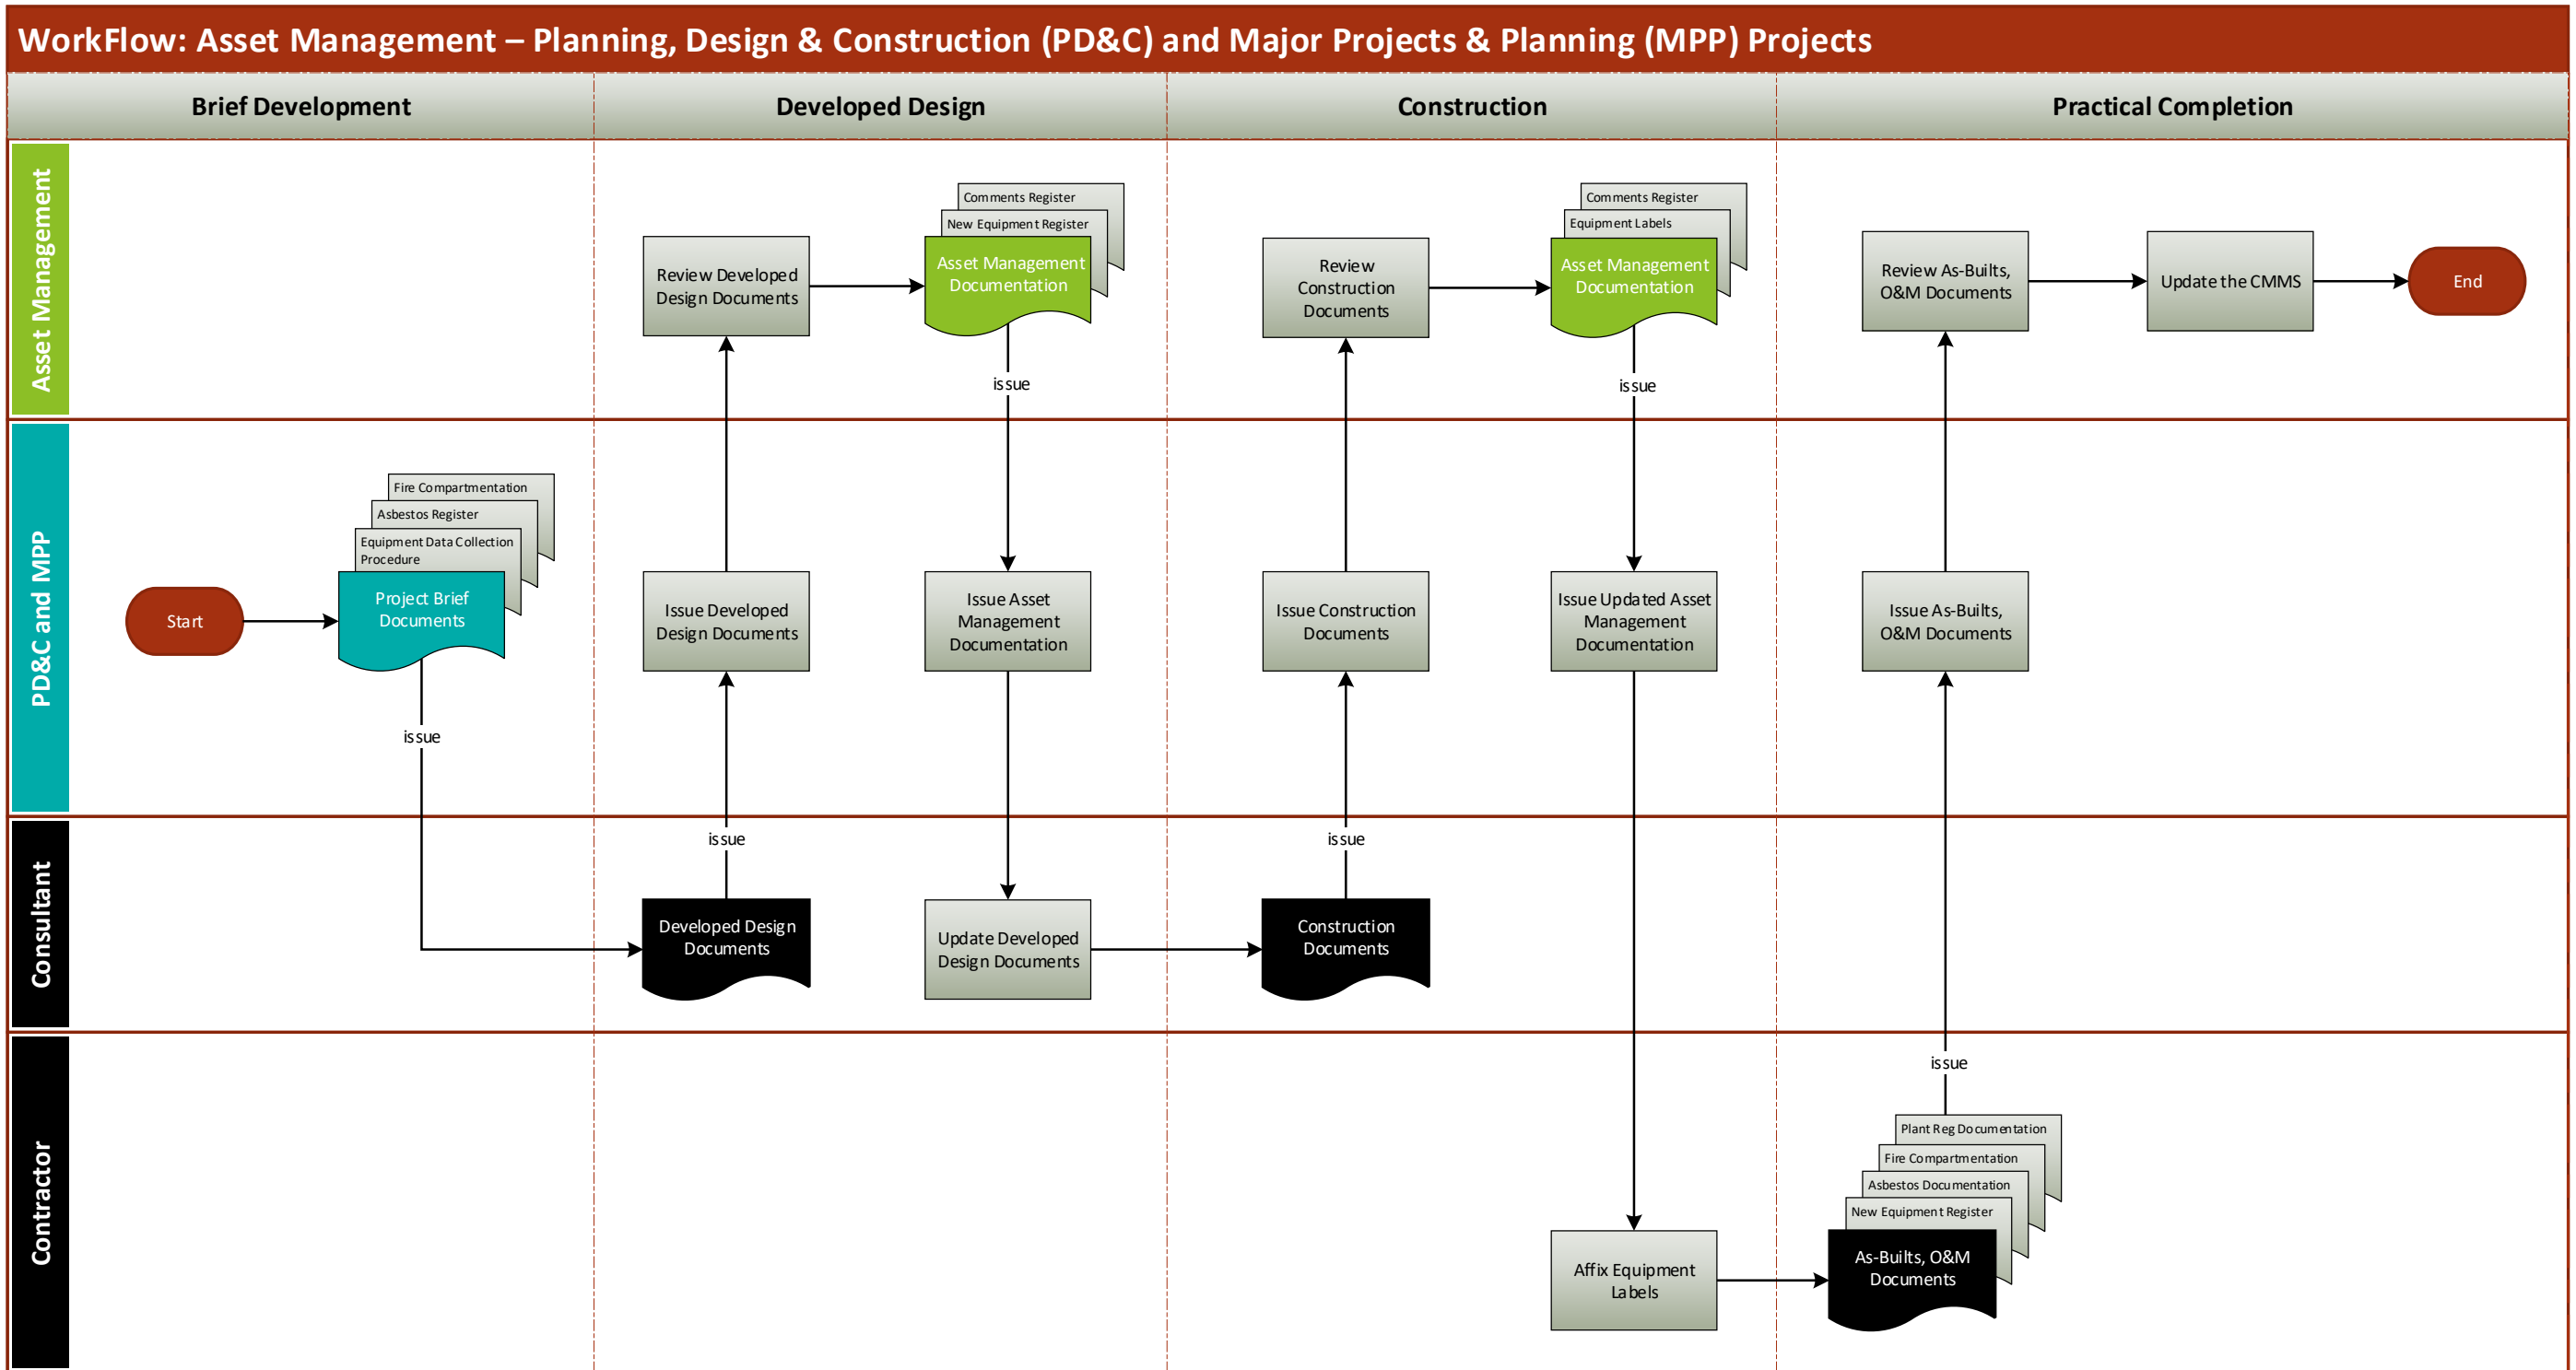 WorkFlow: Asset Management – Planning, Design & Construction (PD&C) and Major Projects & Planning (MPP) Projects
Brief Development
Developed Design
Construction
Practical Completion
Asset Management
Review Developed
Design Documents
Comments Register
New Equipment Register
Asset Management
Documentation
issue
Review
Construction
Documents
Comments Register
Equipment Labels
Asset Management
Documentation
issue
Review As-Builts,
O&M Documents
Update the CMMS
End
PD&C and MPP
Start
Fire Compartmentation
Asbestos Register
Equipment Data Collection
Procedure
Project Brief
Documents
issue
Issue Developed
Design Documents
Issue Asset
Management
Documentation
Issue Construction
Documents
Issue Updated Asset
Management
Documentation
Issue As-Builts,
O&M Documents
Consultant
issue
Developed Design
Documents
Update Developed
Design Documents
issue
Construction
Documents
Contractor
Affix Equipment
Labels
issue
Plant Reg Documentation
Fire Compartmentation
Asbestos Documentation
New Equipment Register
As-Builts, O&M
Documents